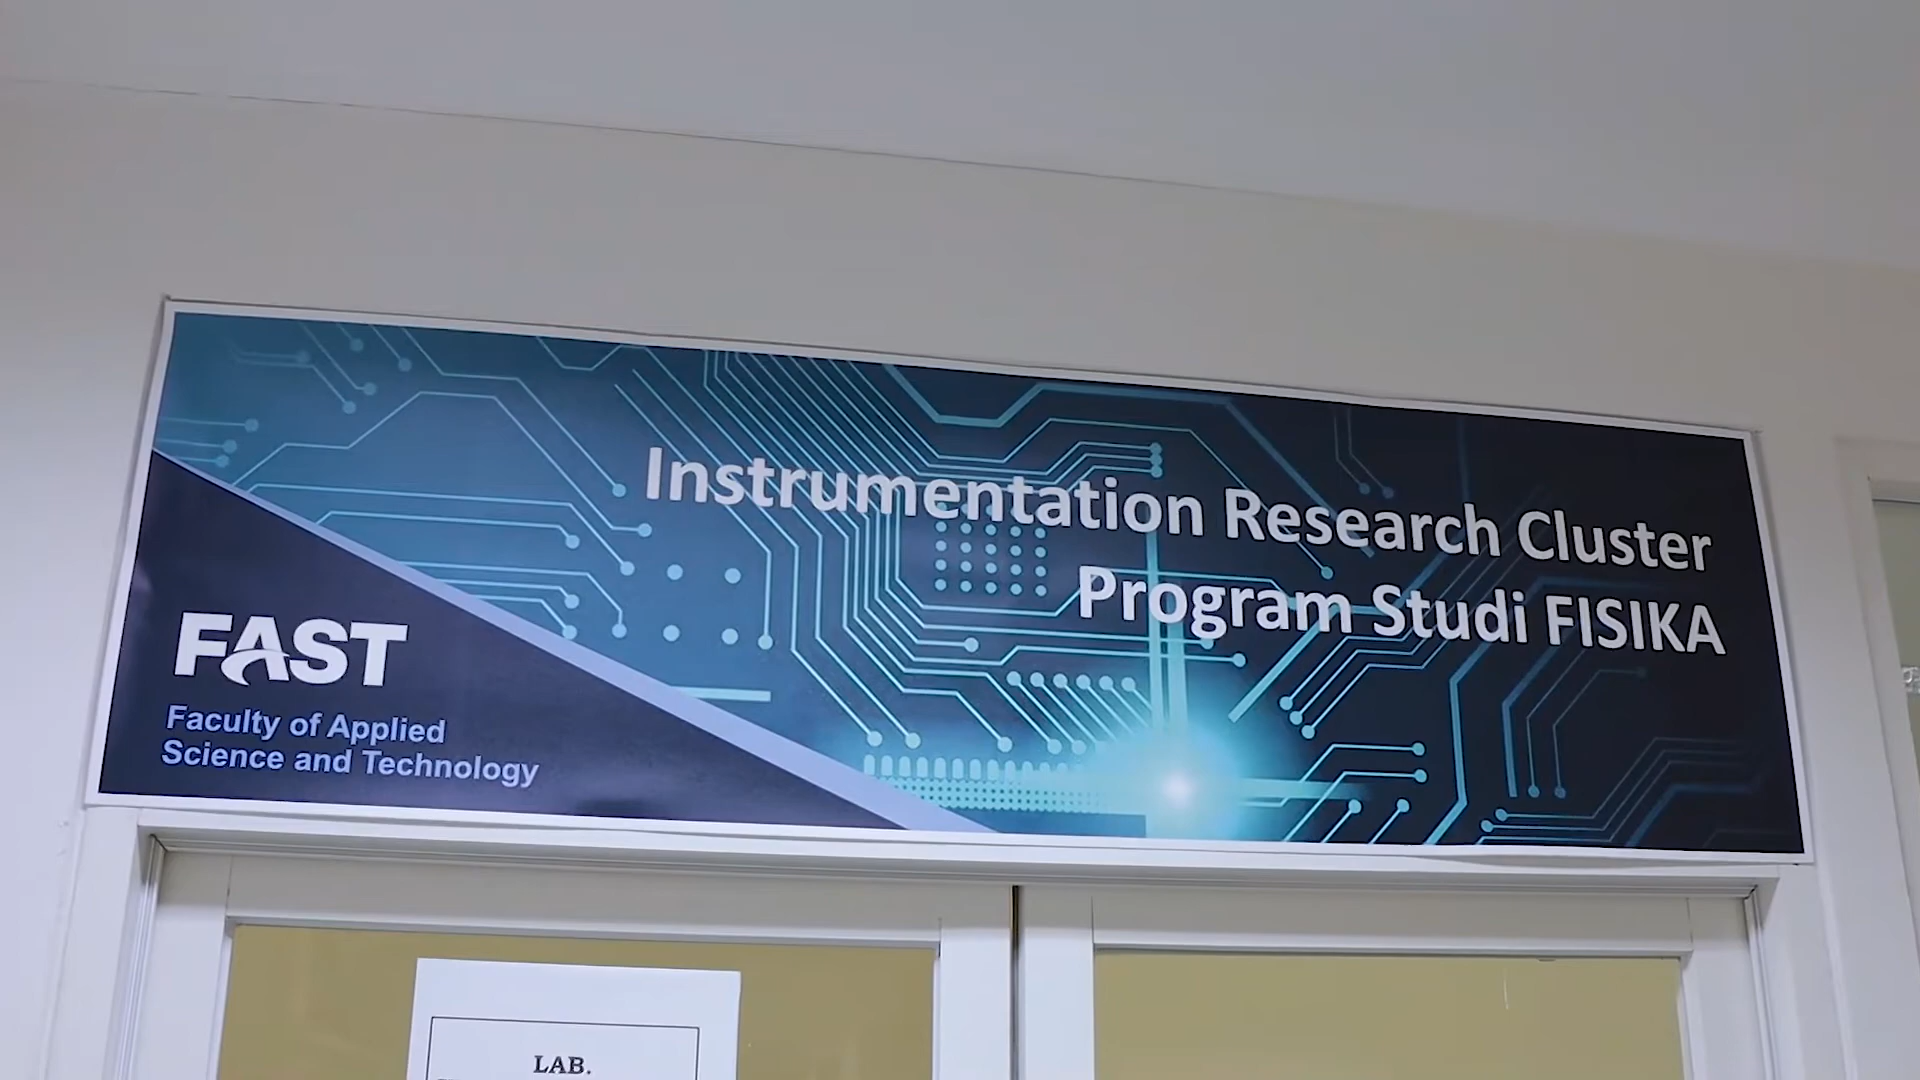 Instrumentation Research Cluster
Program Studi FISIKA
FAST
Faculty of Applied
Science and Technology
LAB.